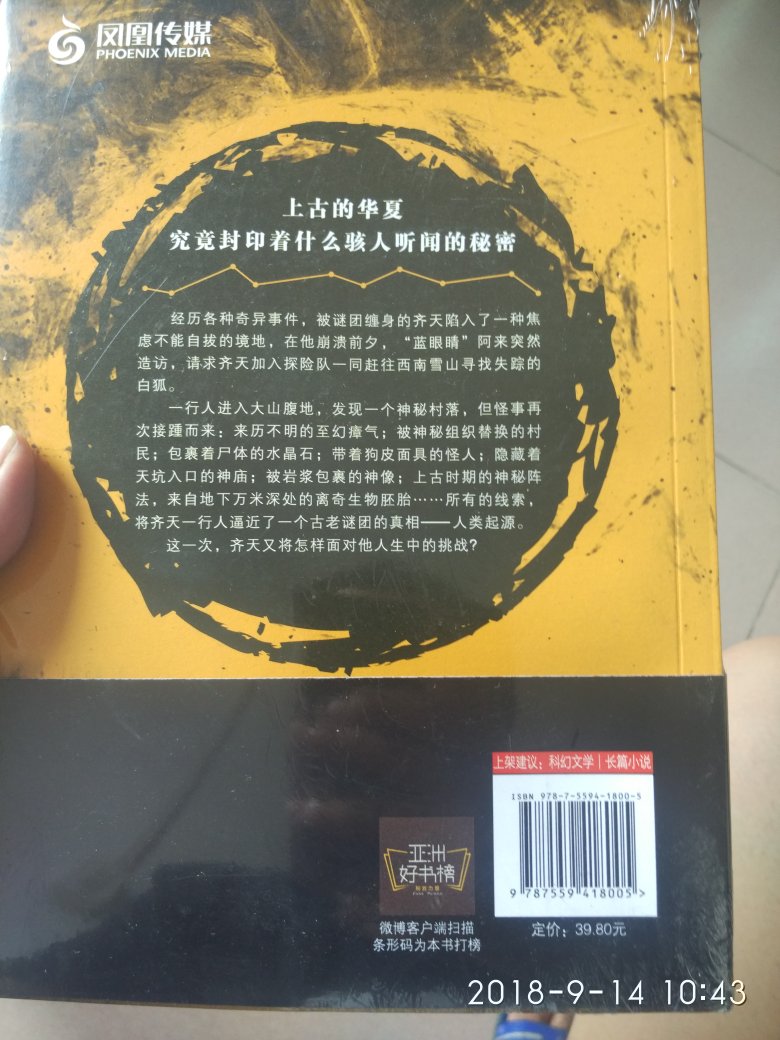 凤凰传媒
PHOENIX MEDIA
上古的华夏
究竟封印着什么骇人听闻的秘密
经历各种奇异事件，被谜团缠身的齐天陷入了一种焦
虑不能自拔的境地，在他崩溃前夕，“蓝眼睛”阿来突然
造访，请求齐天加入探险队一同赶往西南雪山寻找失踪的
白狐。
一行人进入大山腹地，发现一个神秘村落，但怪事再
次接踵而来：来历不明的至幻瘴气；被神秘组织替换的村
民；包裹着尸体的水晶石；带着狗皮面具的怪人；隐藏着
天坑入口的神庙；被岩浆包裹的神像；上古时期的神秘阵
法，来自地下万米深处的离奇生物胚胎……所有的线索，
将齐天一行人逼近了一个古老谜团的真相——人类起源。
这一次，齐天又将怎样面对他人生中的挑战？
上架建议：科幻文学｜长篇小说
ISBN 978-7-5594-1800-5
9 787559 418005 >
定价：39.80元
亚洲
好书榜
微博客户端扫描
条形码为本书打榜
2018-9-14 10:43